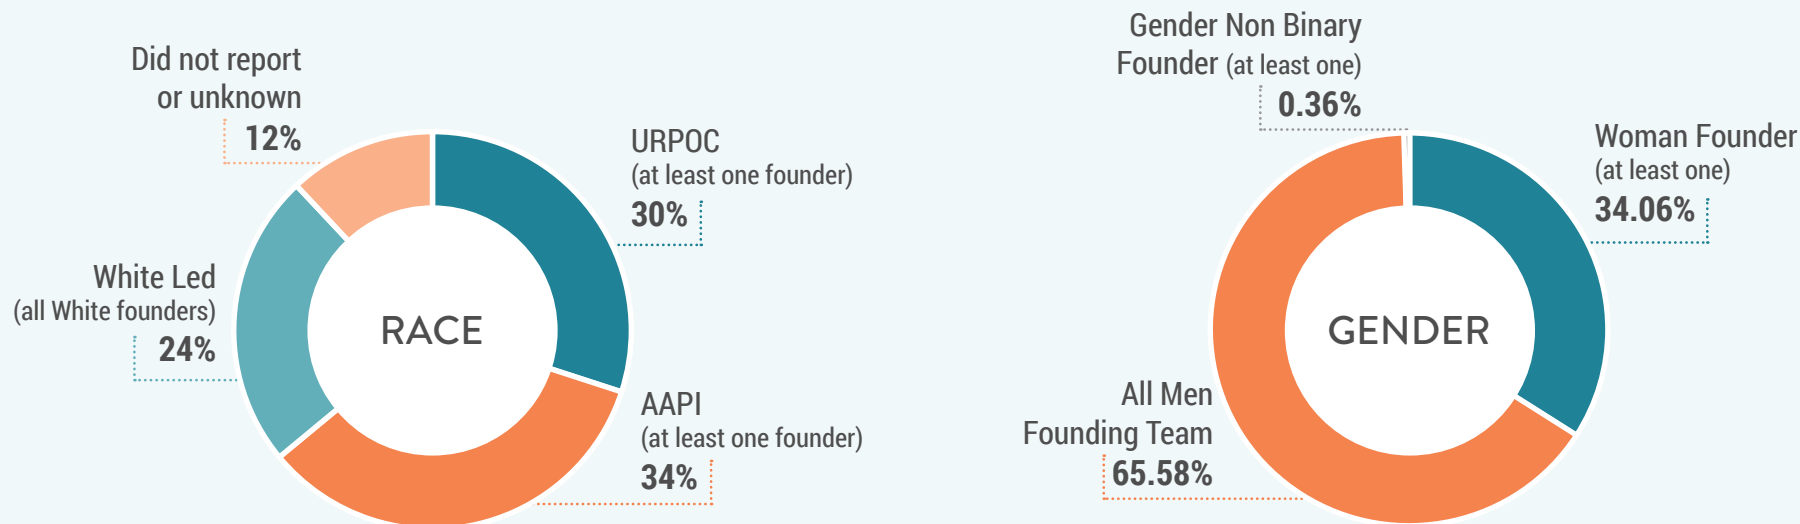 Did not report
or unknown
12%
URPOC
(at least one founder)
30%
White Led
(all White founders)
24%
RACE
AAPI
(at least one founder)
34%
Gender Non Binary
Founder (at least one)
0.36%
Woman Founder
(at least one)
34.06%
GENDER
All Men
Founding Team
65.58%